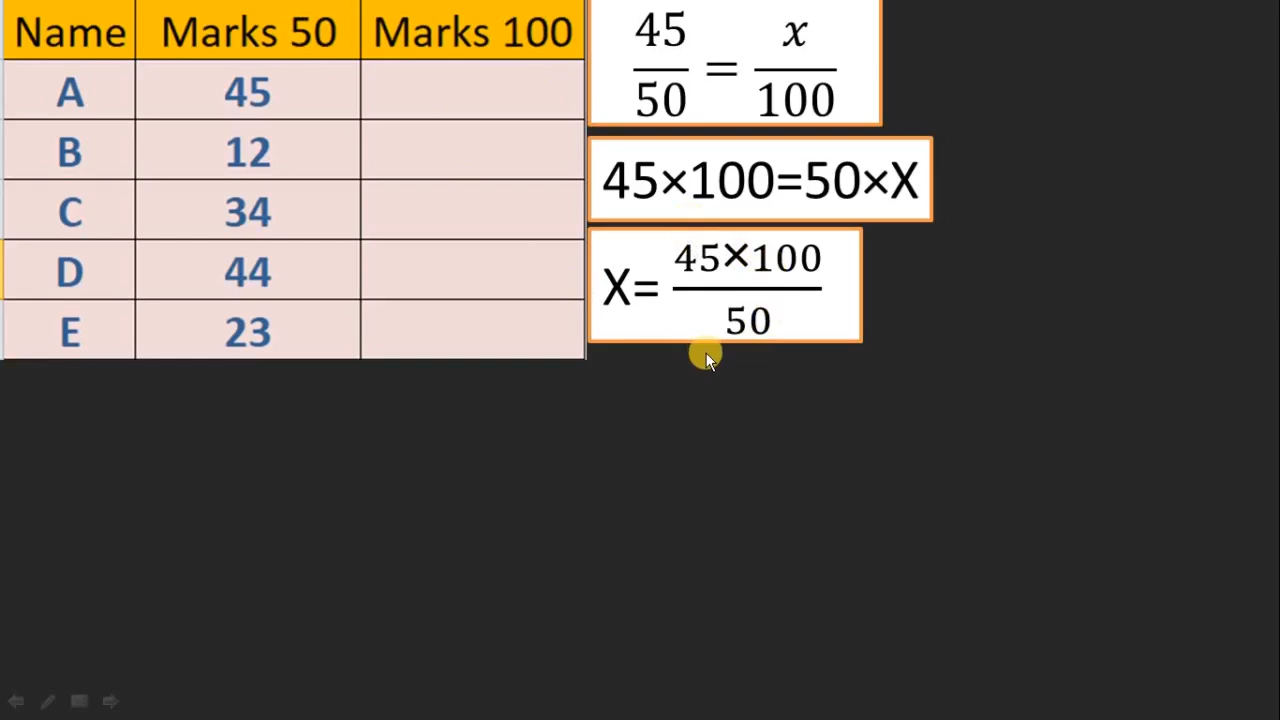 Name Marks 50 Marks 100
A 45
B 12
C 34
D 44
E 23
45/50 = x/100
45×100=50×X
X= 45×100/50